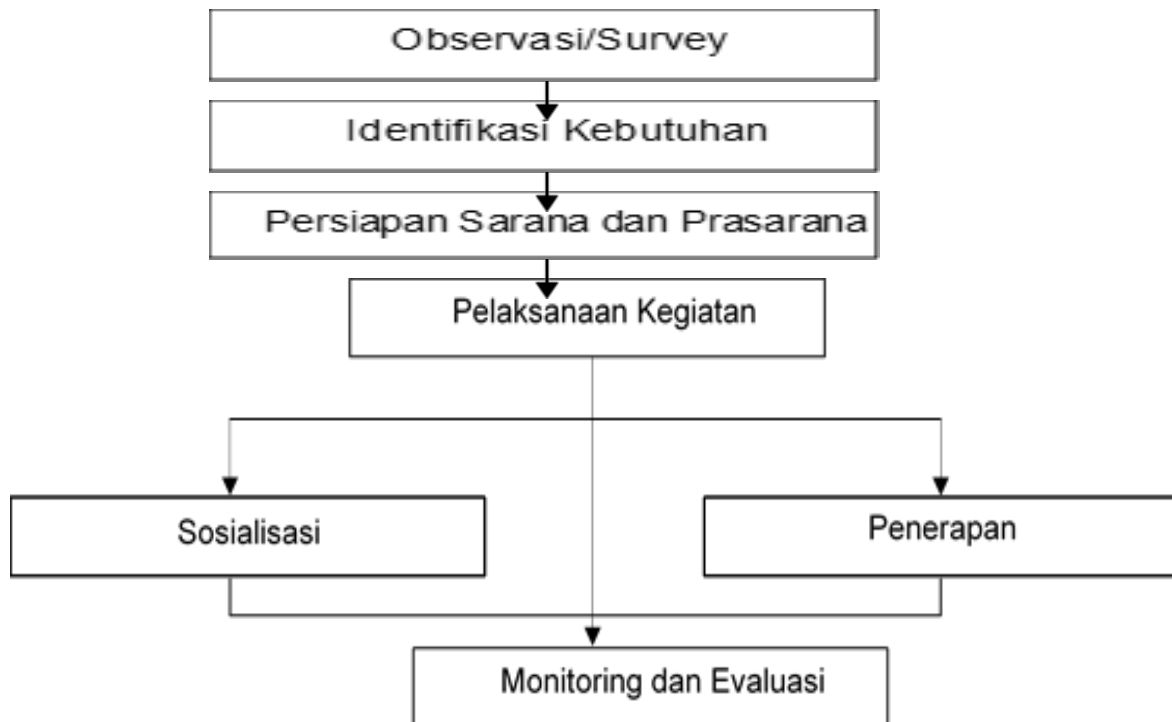 Observasi/Survey
Identifikasi Kebutuhan
Persiapan Sarana dan Prasarana
Pelaksanaan Kegiatan
Sosialisasi
Penerapan
Monitoring dan Evaluasi